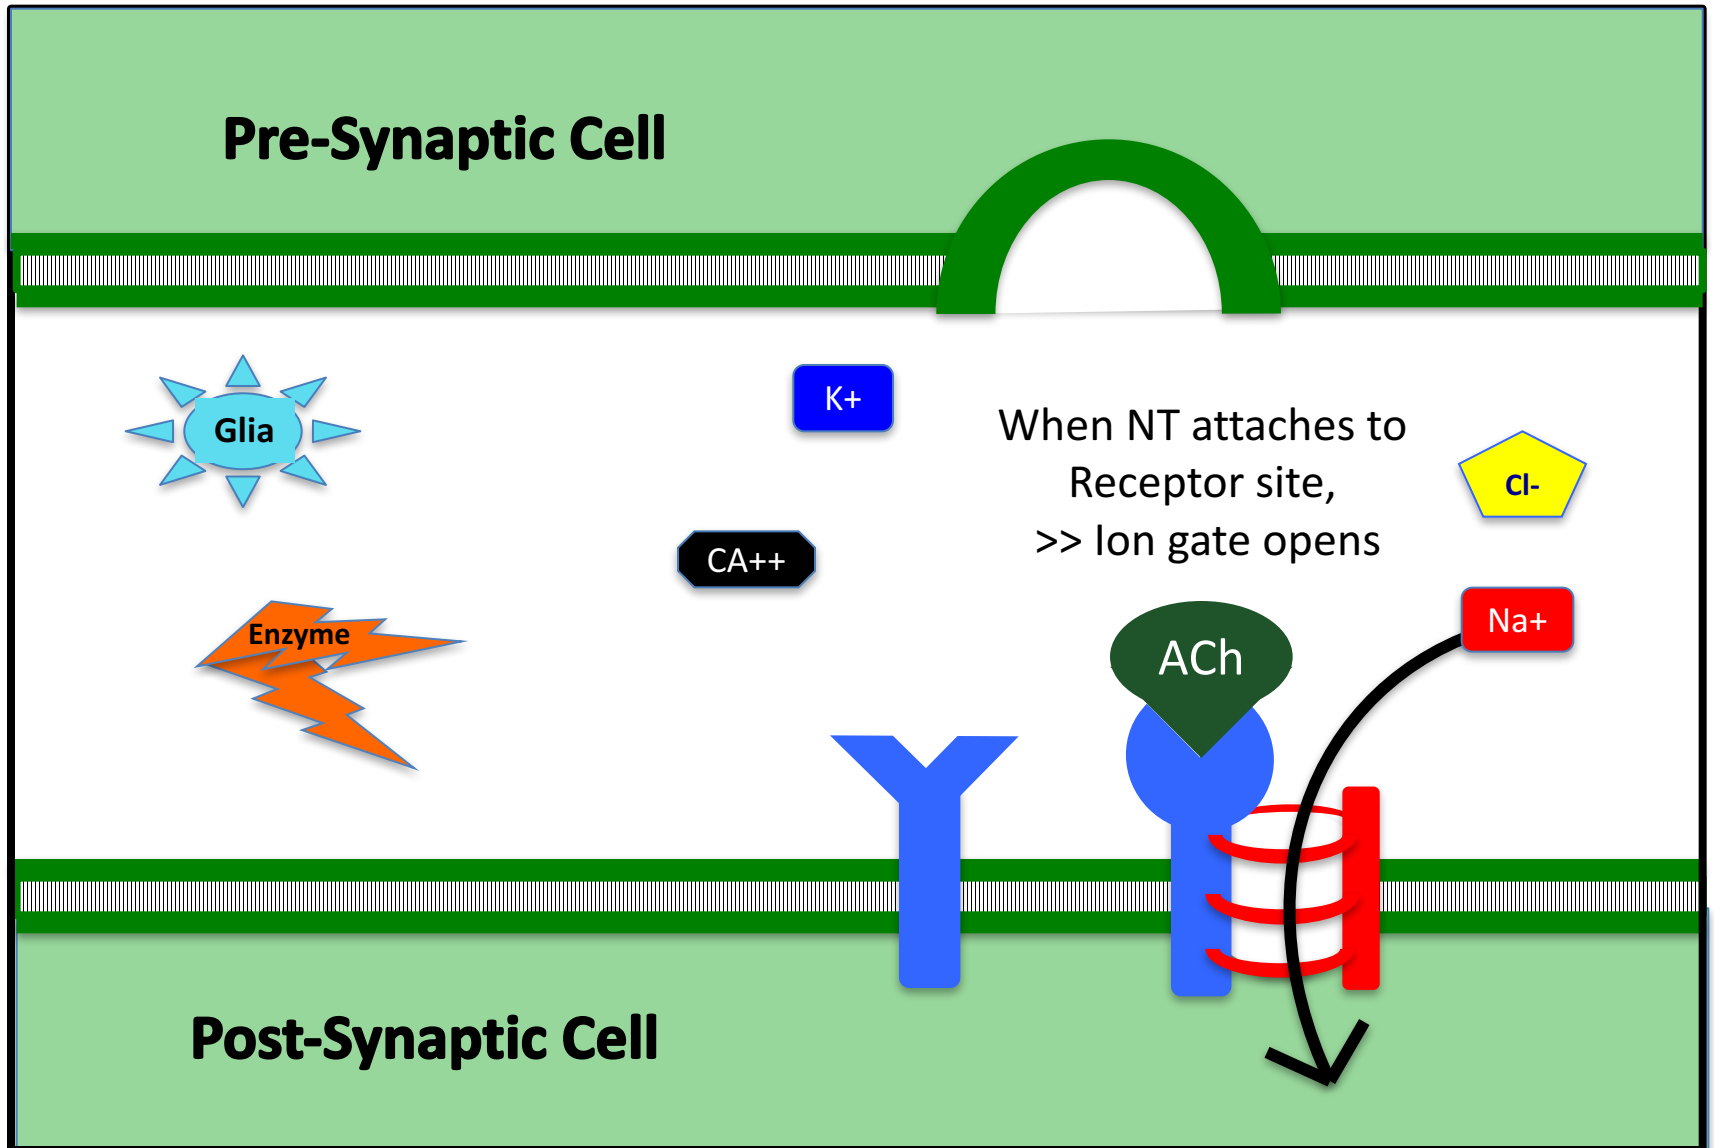 Pre-Synaptic Cell
Glia
K+
When NT attaches to
Receptor site,
>> Ion gate opens
Cl-
CA++
Enzyme
Na+
ACh
Post-Synaptic Cell